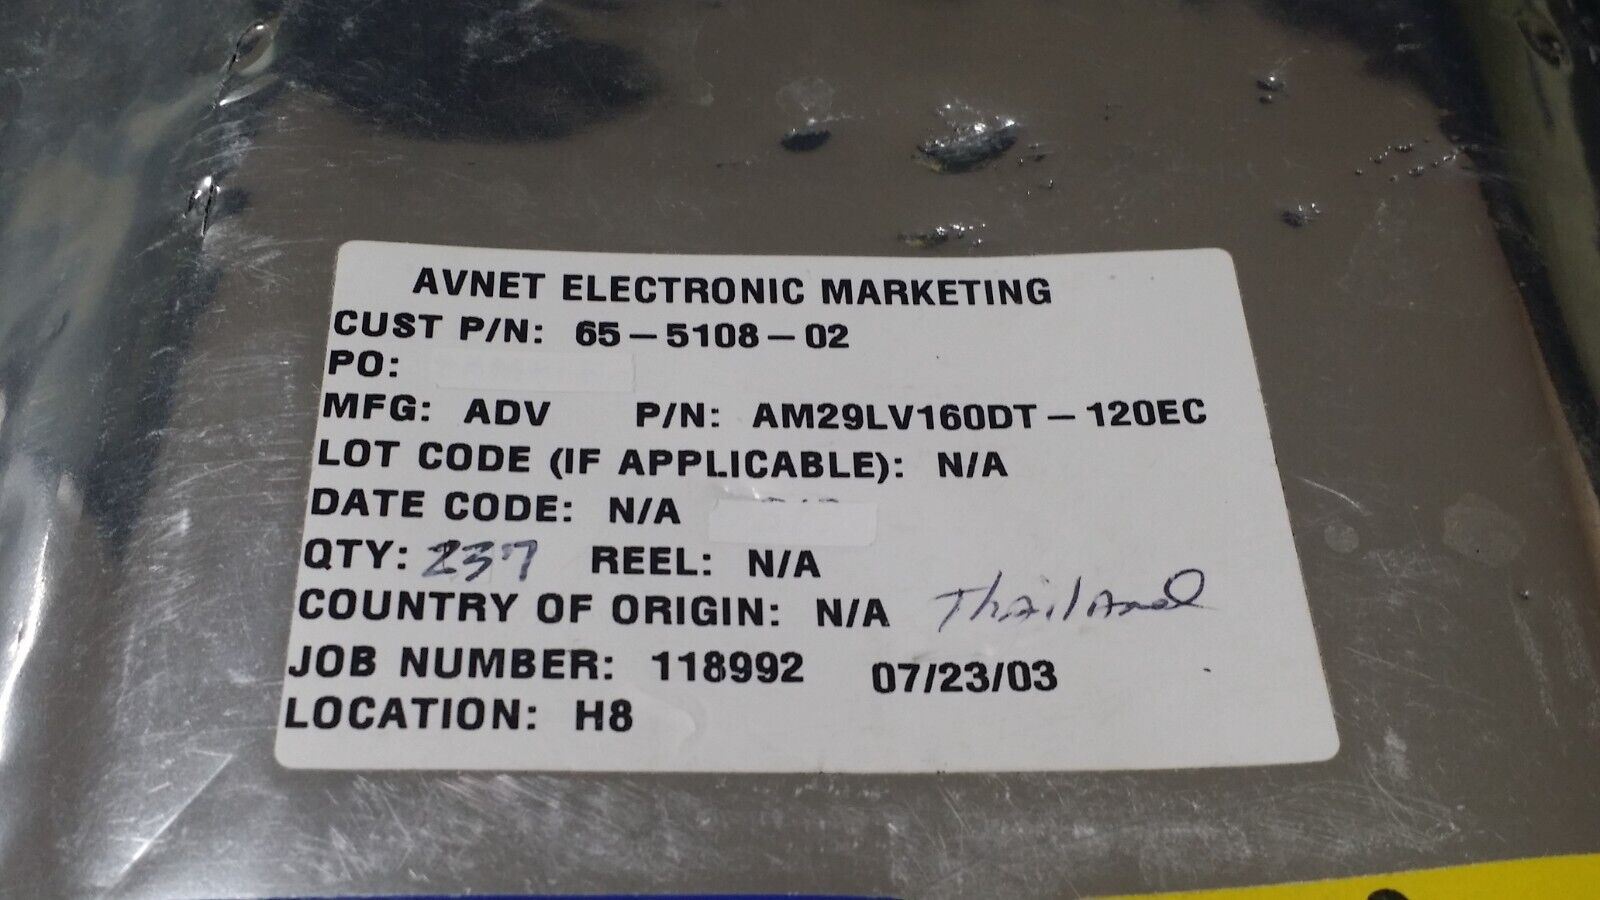 AVNET ELECTRONIC MARKETING
CUST P/N: 65-5108-02
PO:
MFG: ADV P/N: AM29LV160DT-120EC
LOT CODE (IF APPLICABLE): N/A
DATE CODE: N/A
QTY: 237 REEL: N/A
COUNTRY OF ORIGIN: N/A Thailand
JOB NUMBER: 118992 07/23/03
LOCATION: H8